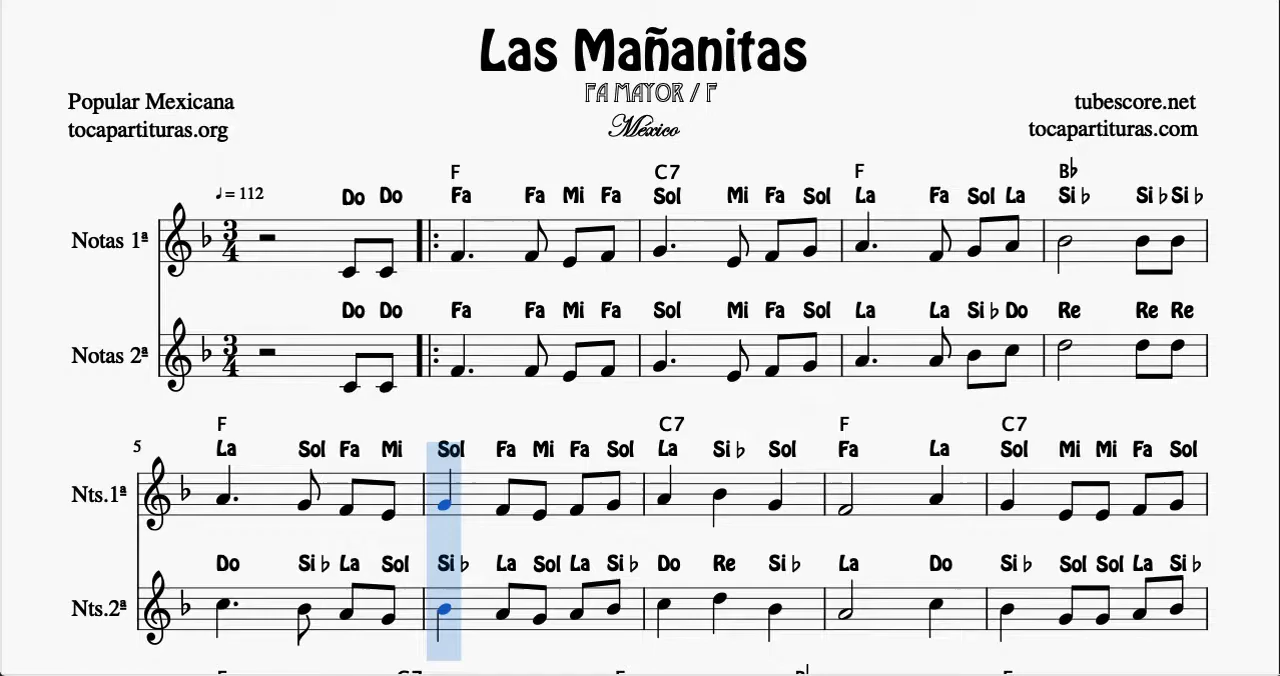 Las Mañanitas
FA MAYOR / F
Popular Mexicana
tubescore.net
México
tocapartituras.org
tocapartituras.com
F C7 F B♭
♩= 112 Do Do Fa Fa Mi Fa Sol Mi Fa Sol La Fa Sol La Si♭ Si♭ Si♭
Notas 1ª
3 4
Do Do Fa Fa Mi Fa Sol Mi Fa Sol La La Si♭ Do Re Re Re
Notas 2ª
3 4
F C7 F C7
5 La Sol Fa Mi Sol Fa Mi Fa Sol La Si♭ Sol Fa La Sol Mi Mi Fa Sol
Nts.1ª
Do Si♭ La Sol Si♭ La Sol La Si♭ Do Re Si♭ La Do Si♭ Sol Sol La Si♭
Nts.2ª